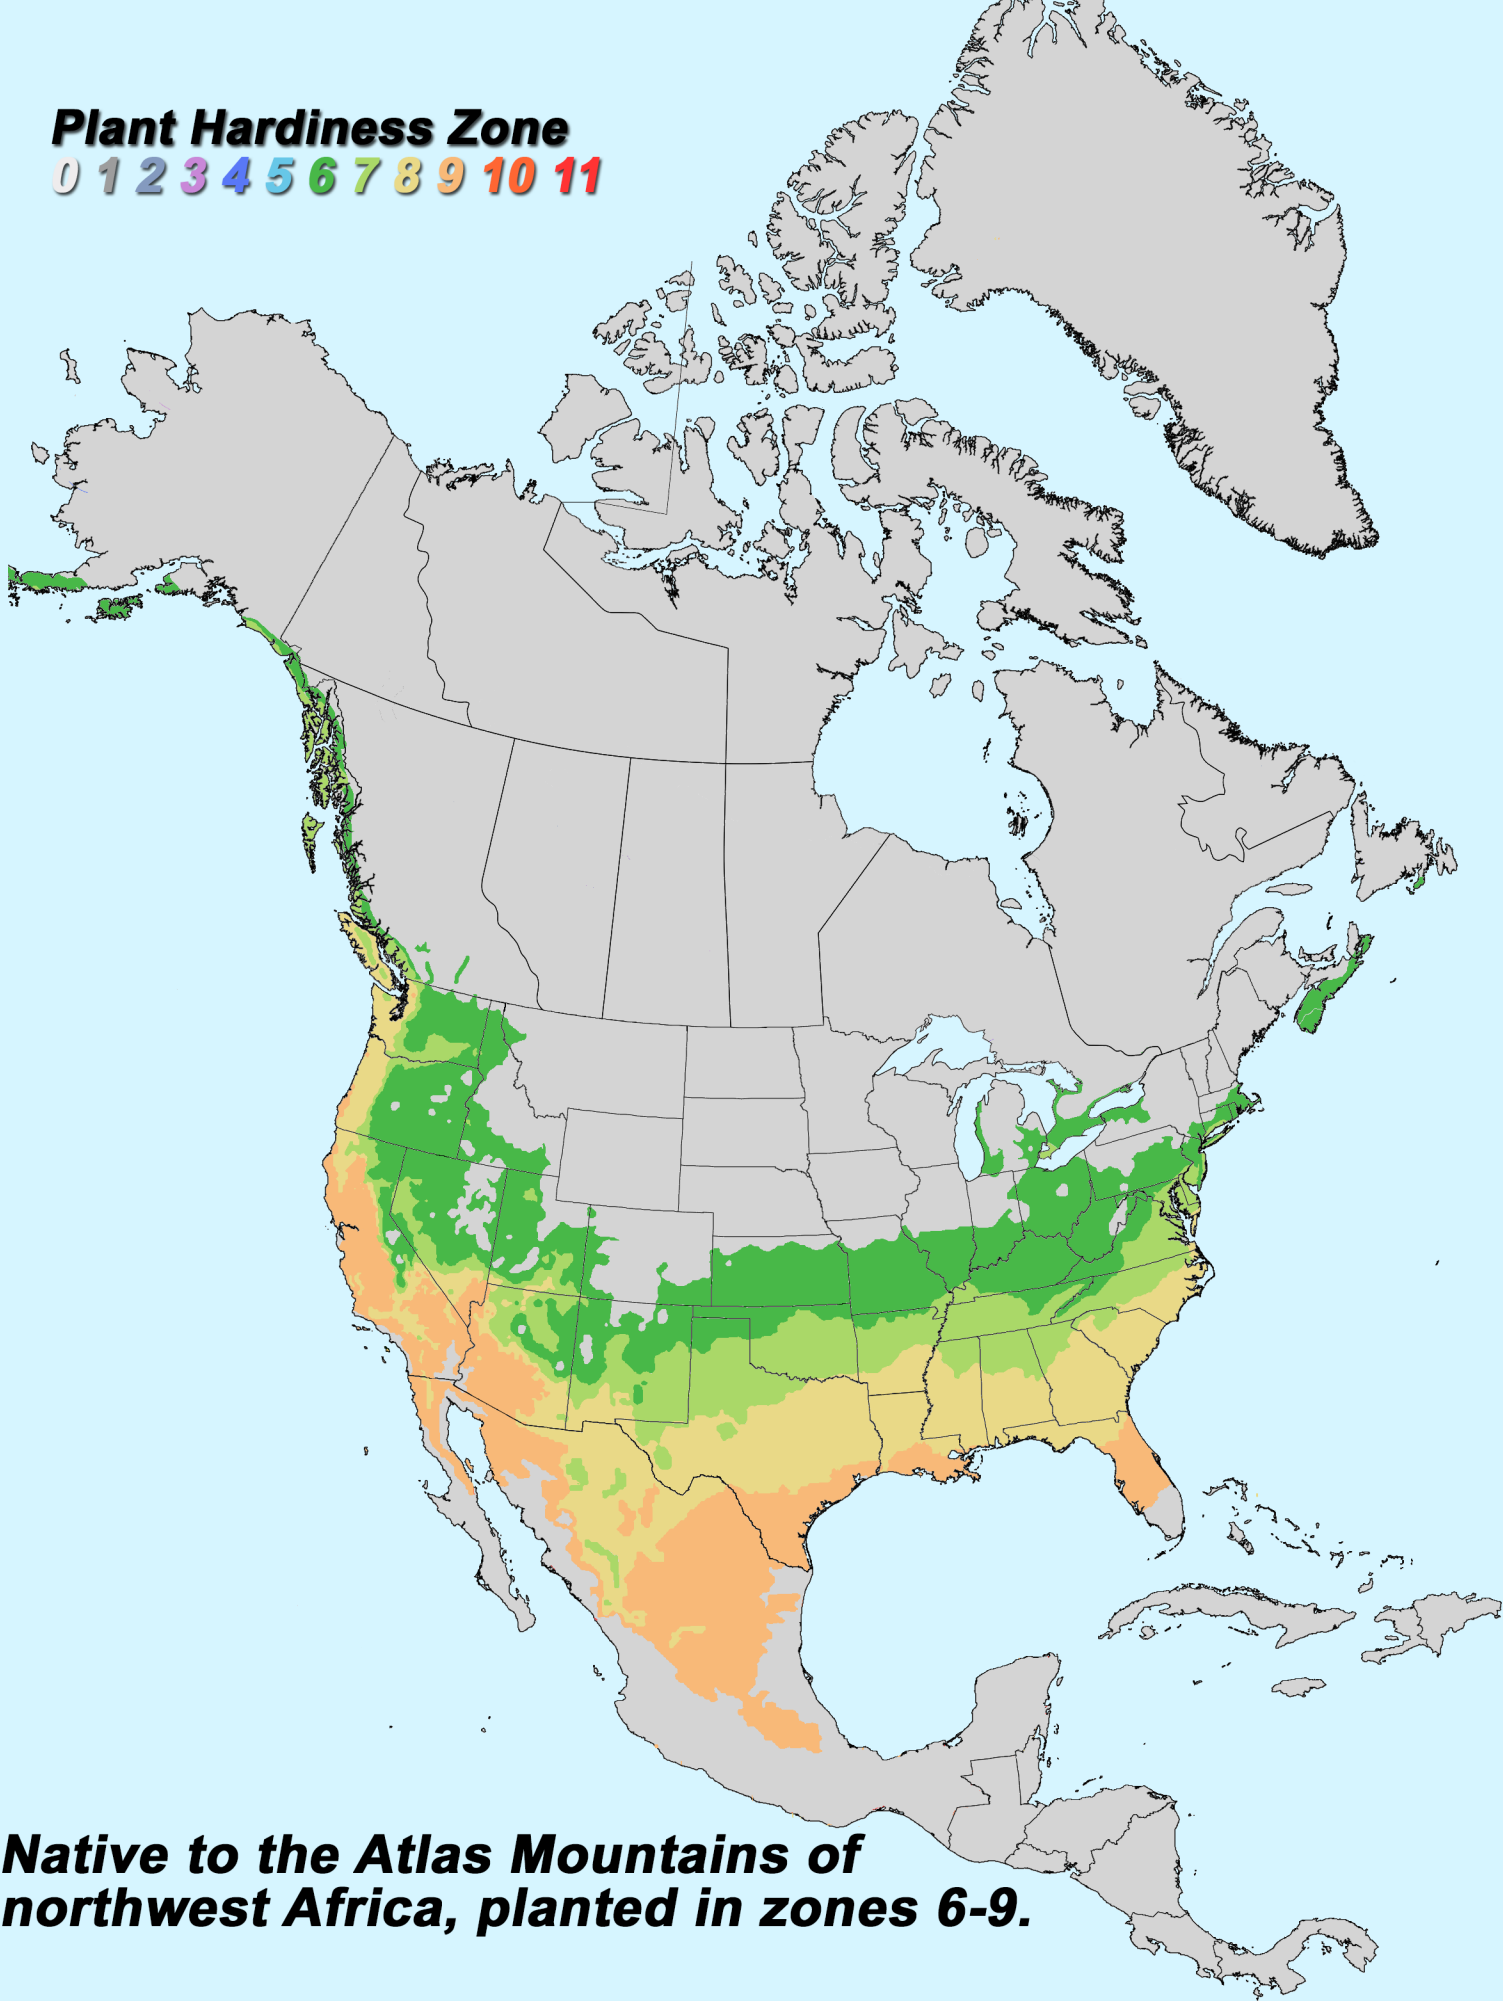 Plant Hardiness Zone
0 1 2 3 4 5 6 7 8 9 10 11
Native to the Atlas Mountains of
northwest Africa, planted in zones 6-9.